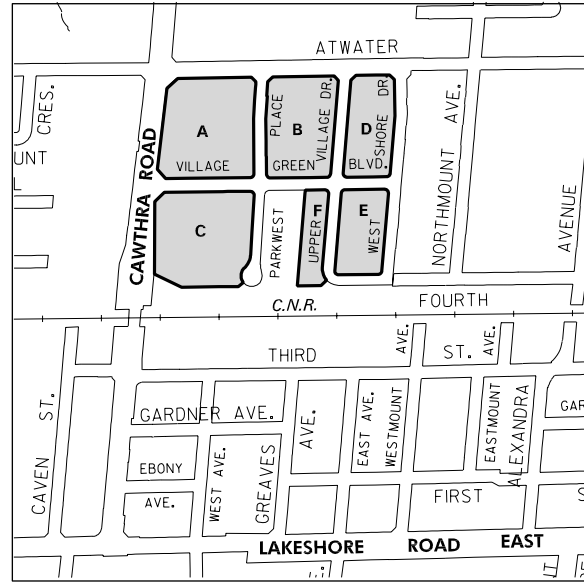 ATWATER
CRES.
UNT
CAWTHRA ROAD
A
PLACE
B
VILLAGE DR.
D
SHORE DR.
NORTHMOUNT AVE.
AVENUE
VILLAGE GREEN BLVD.
C
PARKWEST
F
UPPER
E
WEST
C.N.R.
FOURTH
THIRD ST.
AVE.
AVE.
CAVEN ST.
GARDNER AVE.
AVE.
EAST AVE.
WESTMOUNT
EASTMOUNT
ALEXANDRA
GAR
EBONY
AVE.
WEST AVE.
GREAVES
FIRST
S
LAKESHORE ROAD EAST